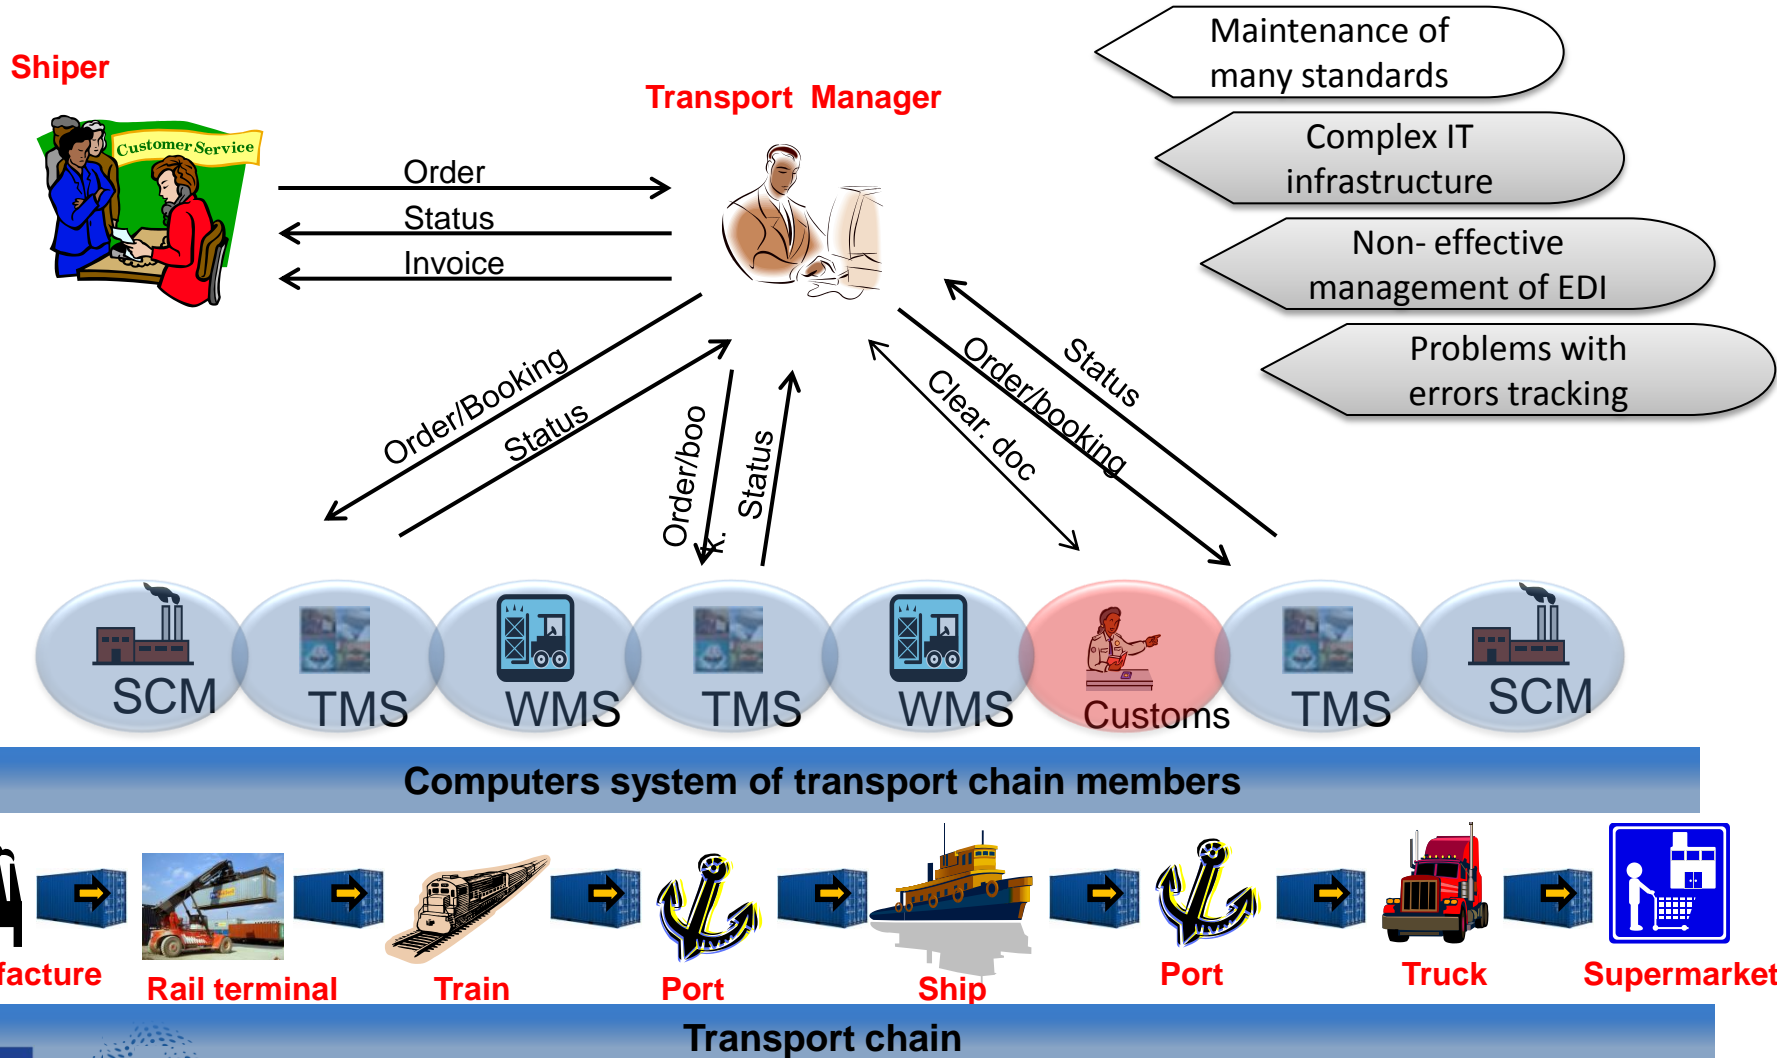 Shiper
Customer Service
Transport Manager
Maintenance of
many standards
Complex IT
infrastructure
Non- effective
management of EDI
Problems with
errors tracking
Order
Status
Invoice
Order/Booking
Status
Order/boo
k.
Status
Clear. doc
Order/booking
Status
SCM
TMS
WMS
TMS
WMS
Customs
TMS
SCM
Computers system of transport chain members
facture
Rail terminal
Train
Port
Ship
Port
Truck
Supermarket
Transport chain